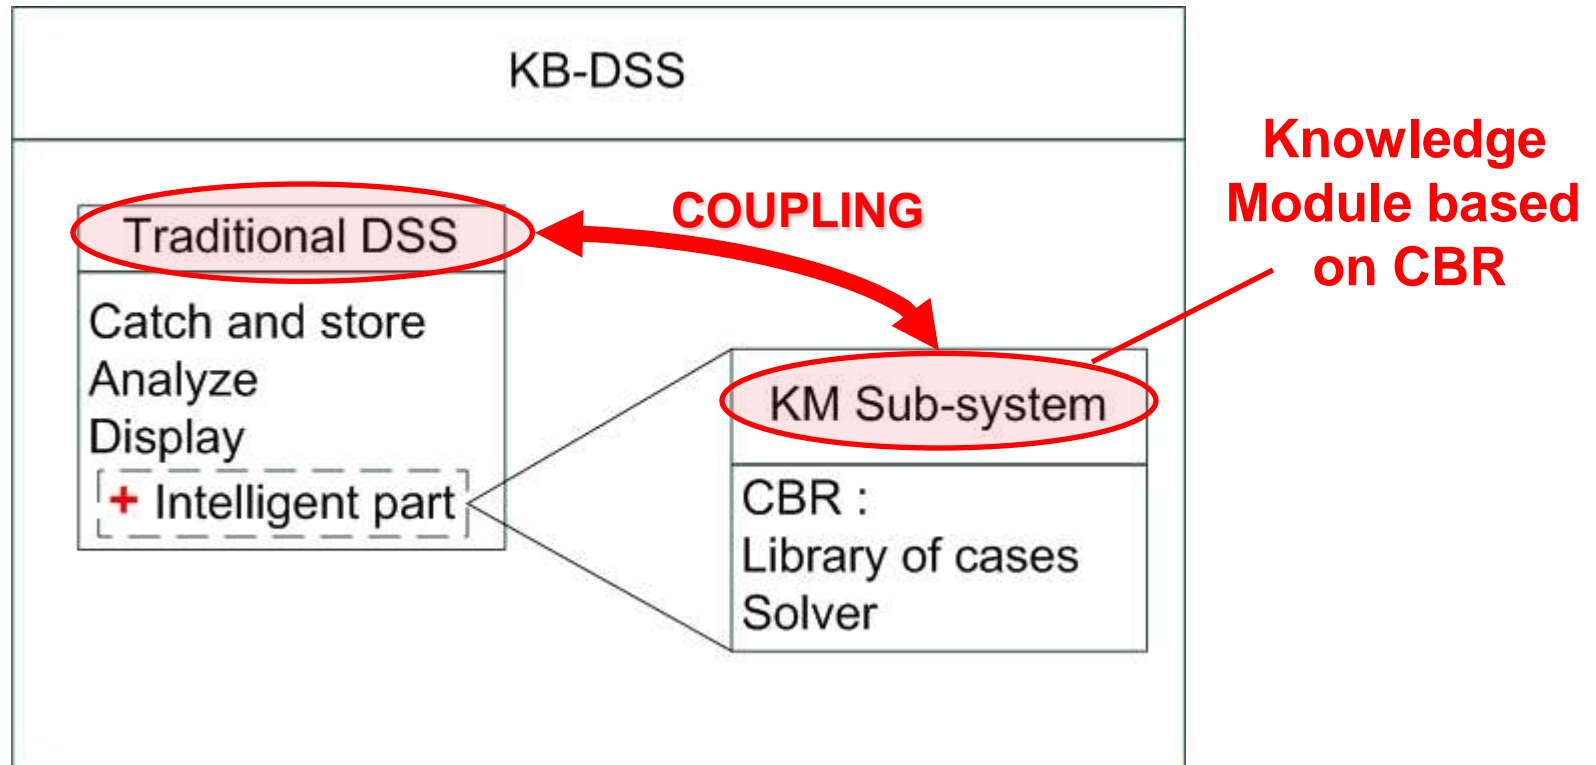 KB-DSS
Knowledge
Module based
on CBR
COUPLING
Traditional DSS
Catch and store
Analyze
Display
+ Intelligent part
KM Sub-system
CBR :
Library of cases
Solver